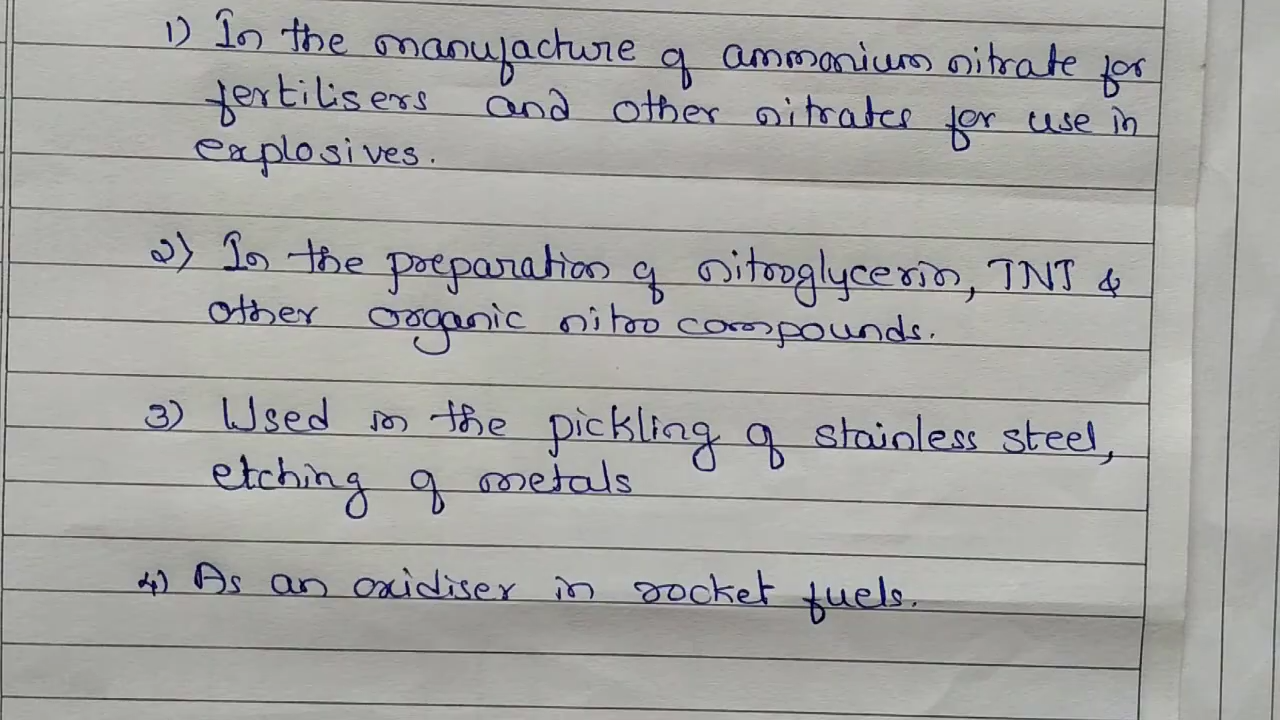 1) In the manufacture of ammonium nitrate for
fertilisers and other nitrates for use in
explosives.
2) In the preparation of nitroglycerin, TNT &
other organic nitro compounds.
3) Used in the pickling of stainless steel,
etching of metals
4) As an oxidiser in rocket fuels.